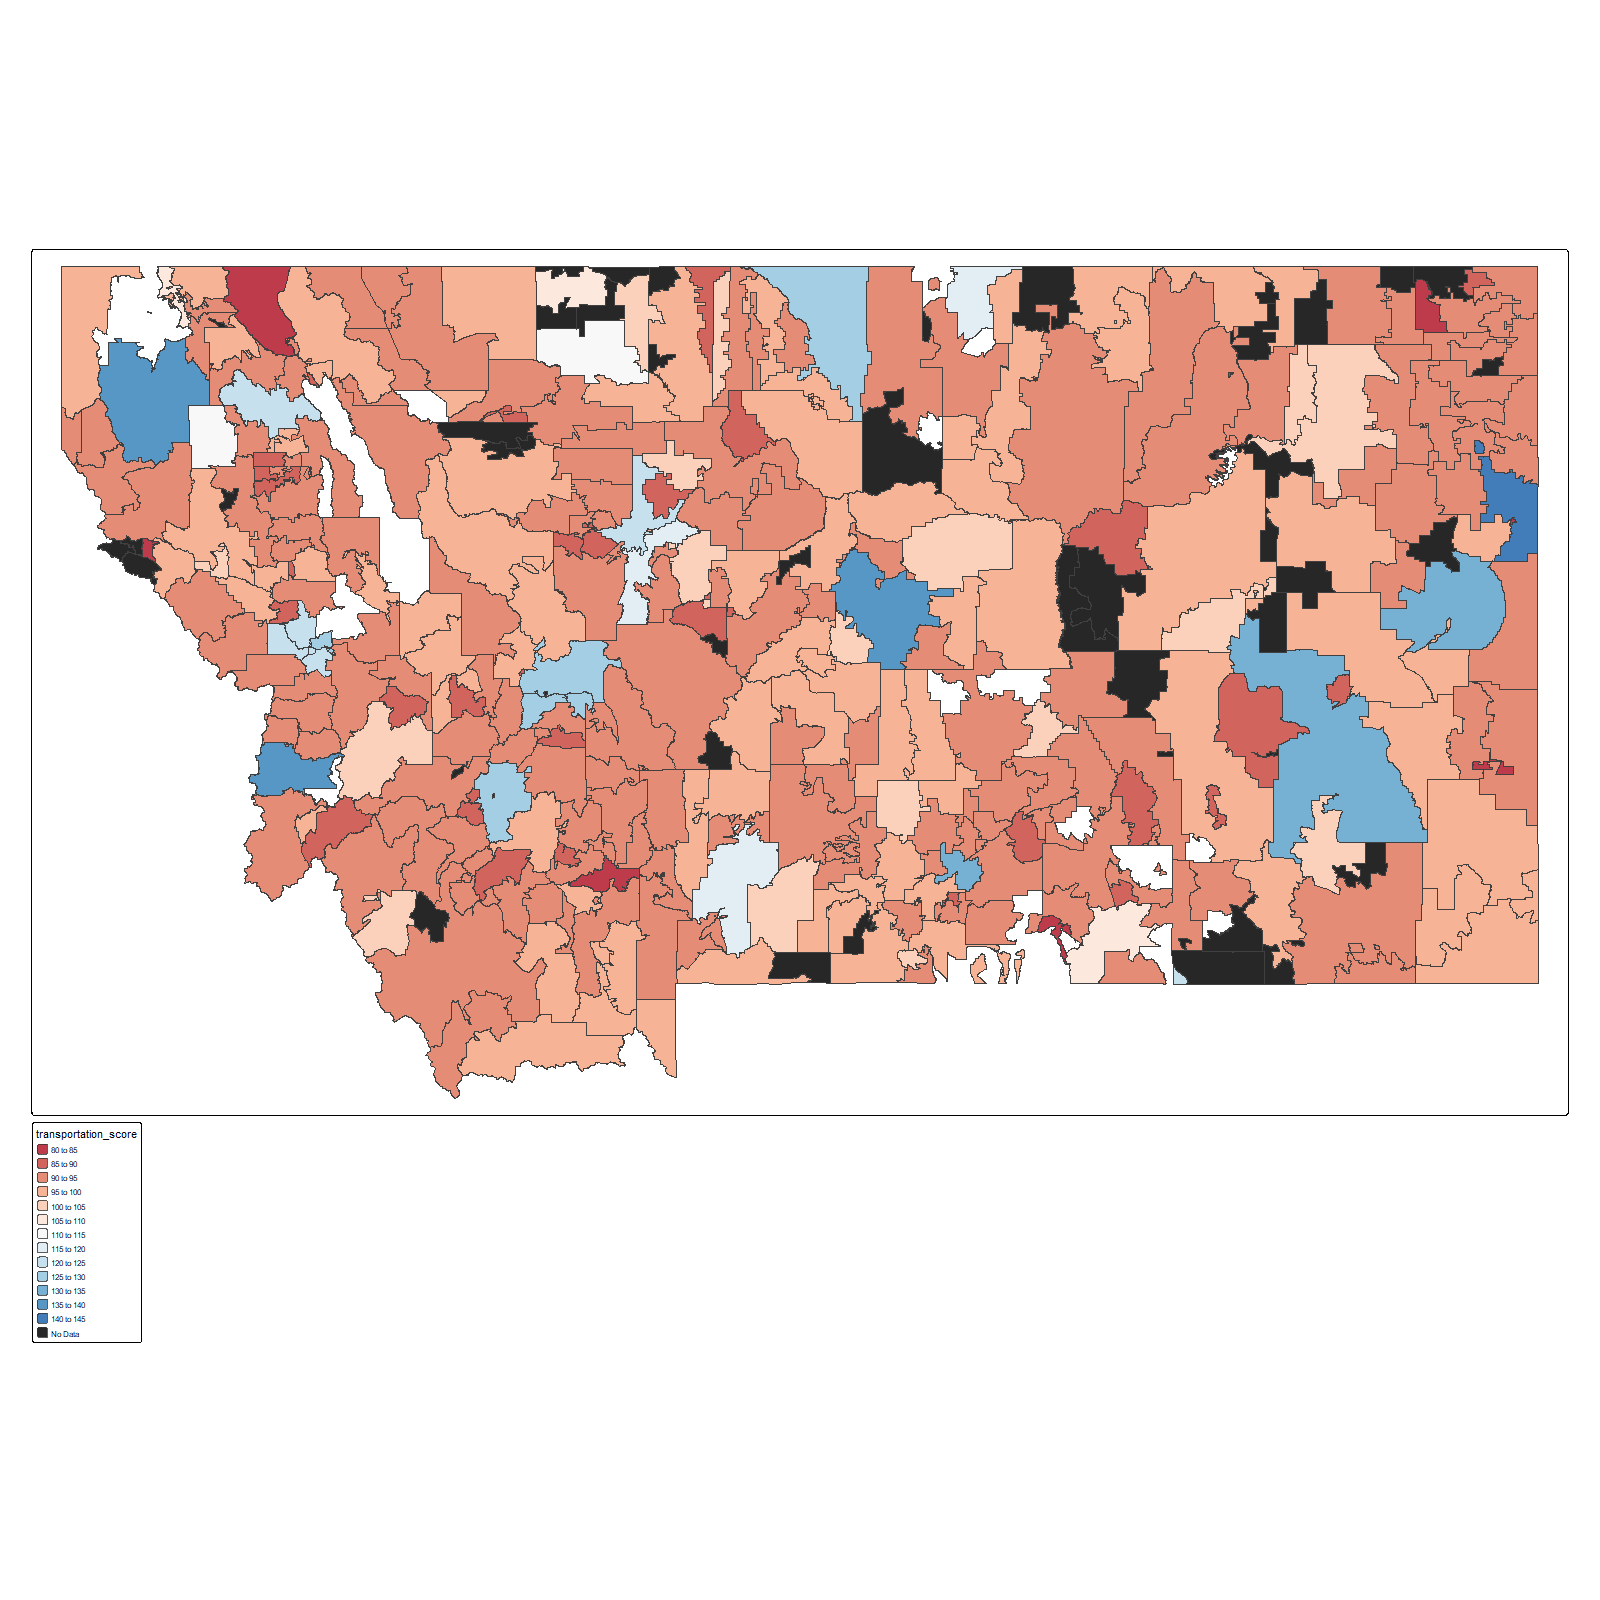 transportation_score
80 to 85
85 to 90
90 to 95
95 to 100
100 to 105
105 to 110
110 to 115
115 to 120
120 to 125
125 to 130
130 to 135
135 to 140
140 to 145
No Data